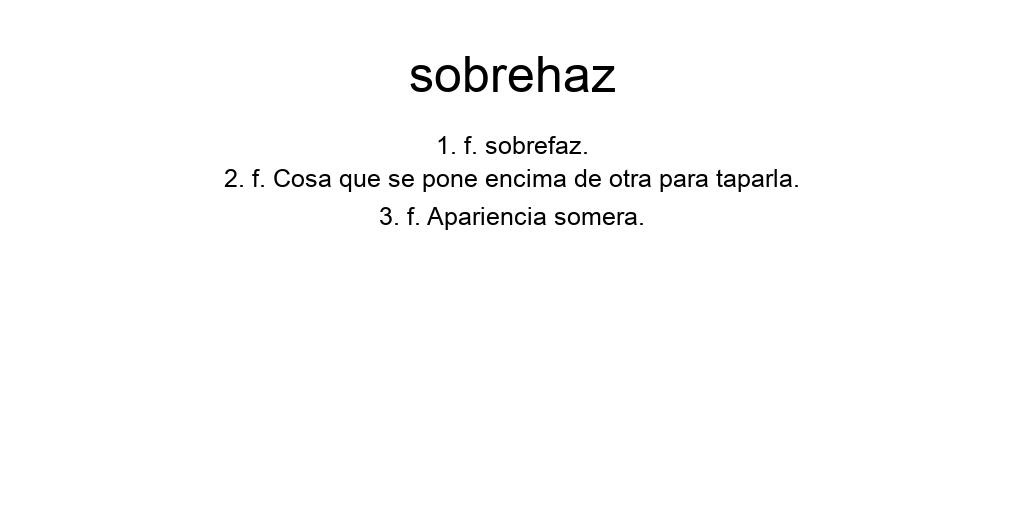 sobrehaz
1. f. sobrefaz.
2. f. Cosa que se pone encima de otra para taparla.
3. f. Apariencia somera.